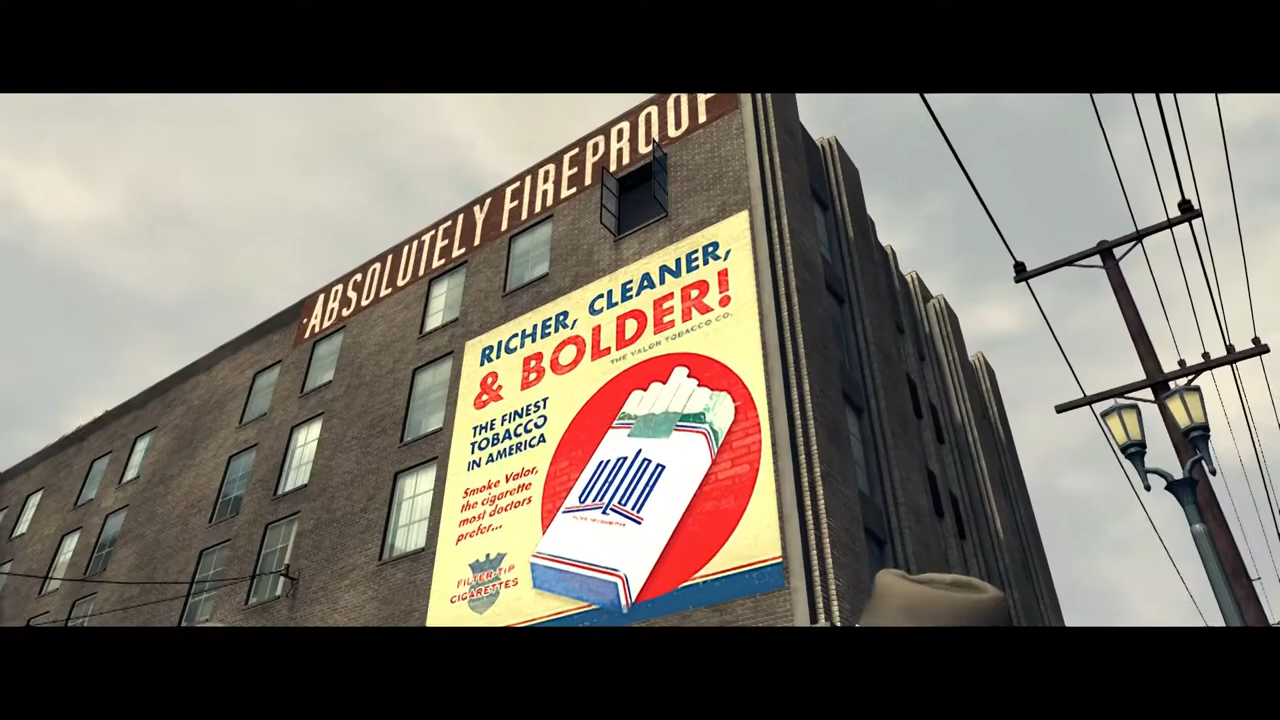 ·ABSOLUTELY FIREPROOF
RICHER, CLEANER,
& BOLDER!
THE VALOR TOBACCO CO.
THE FINEST
TOBACCO
IN AMERICA
Smoke Valor,
the cigarette
most doctors
prefer...
VALOR
FILTER-TIP
CIGARETTES